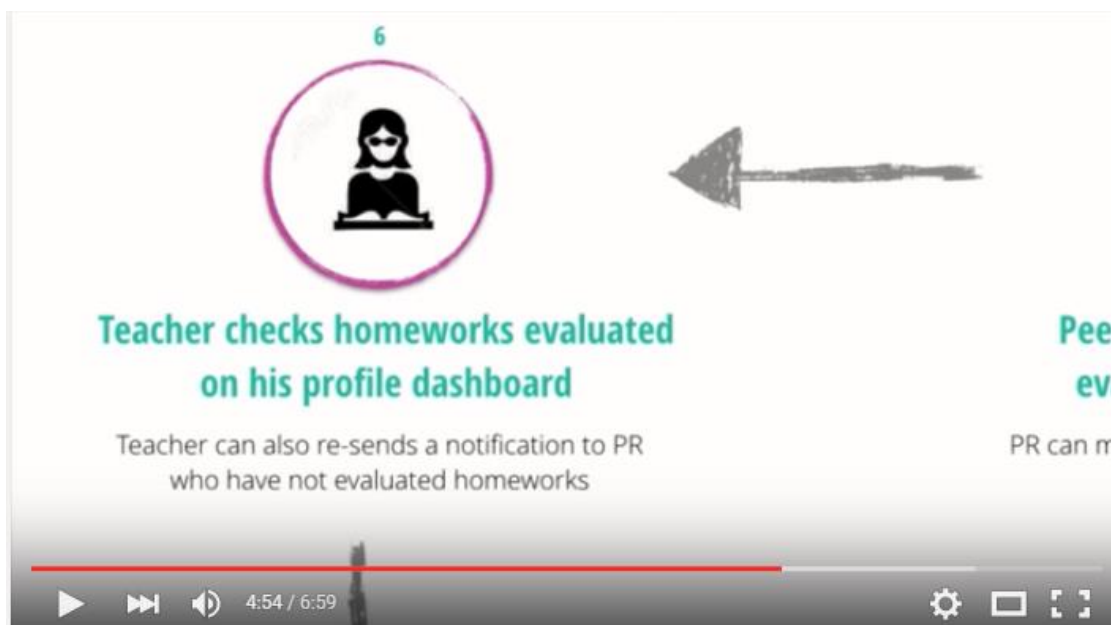 6
Teacher checks homeworks evaluated
on his profile dashboard
Teacher can also re-sends a notification to PR
who have not evaluated homeworks
Pee
ev
PR can m
4:54 / 6:59